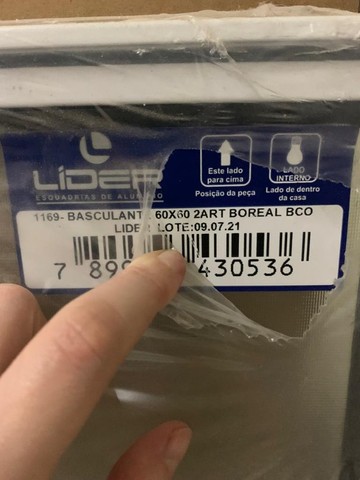 LÍDER
ESQUADRIAS DE ALUMÍNIO
Este lado
para cima
Posição da peça
LADO
INTERNO
Lado de dentro
da casa
1169- BASCULANT 60X60 2ART BOREAL BCO
LIDER LOTE:09.07.21
7 89 430536